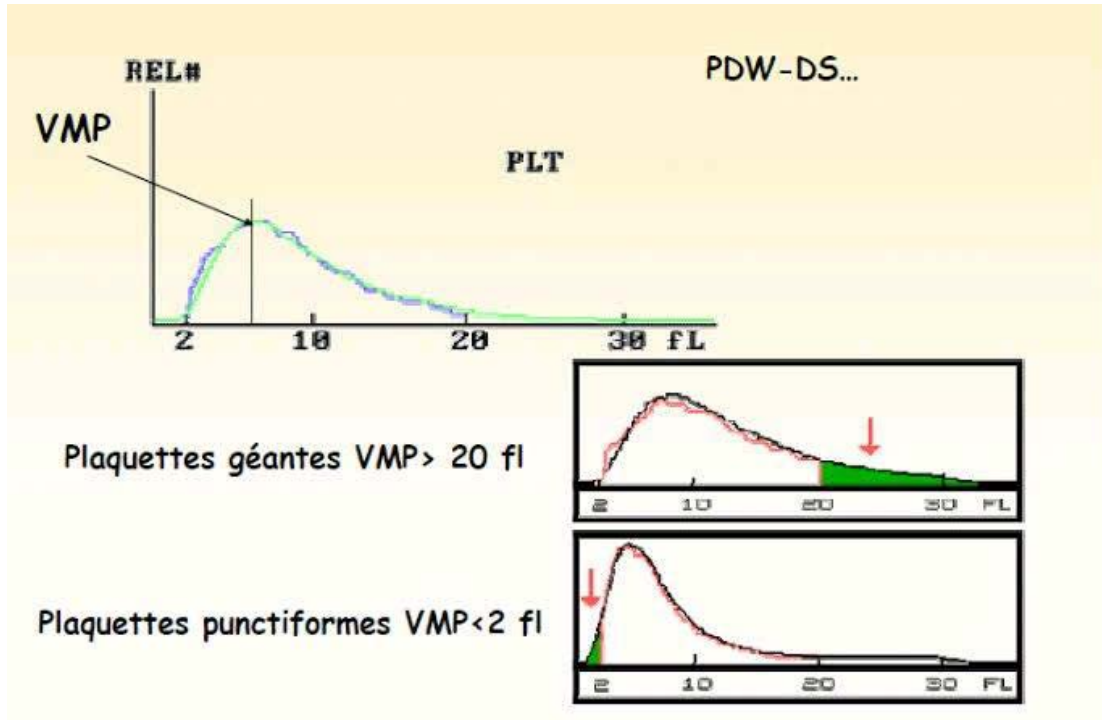 REL#
PDW-DS...
VMP
PLT
2 10 20 30 fL
Plaquettes géantes VMP> 20 fl
2 10 20 30 FL
Plaquettes punctiformes VMP<2 fl
2 10 20 30 FL